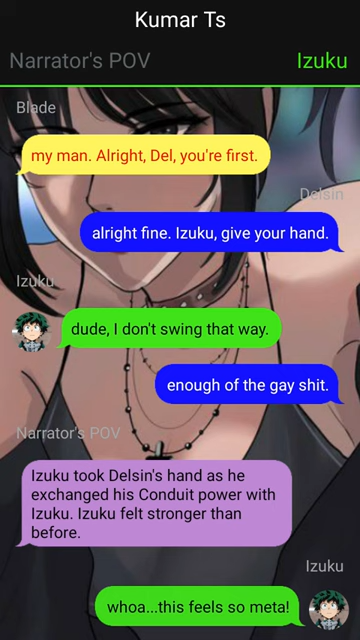 Kumar Ts
Narrator's POV
Izuku
Blade
my man. Alright, Del, you're first.
Delsin
alright fine. Izuku, give your hand.
Izuku
dude, I don't swing that way.
enough of the gay shit.
Narrator's POV
Izuku took Delsin's hand as he
exchanged his Conduit power with
Izuku. Izuku felt stronger than
before.
Izuku
whoa...this feels so meta!